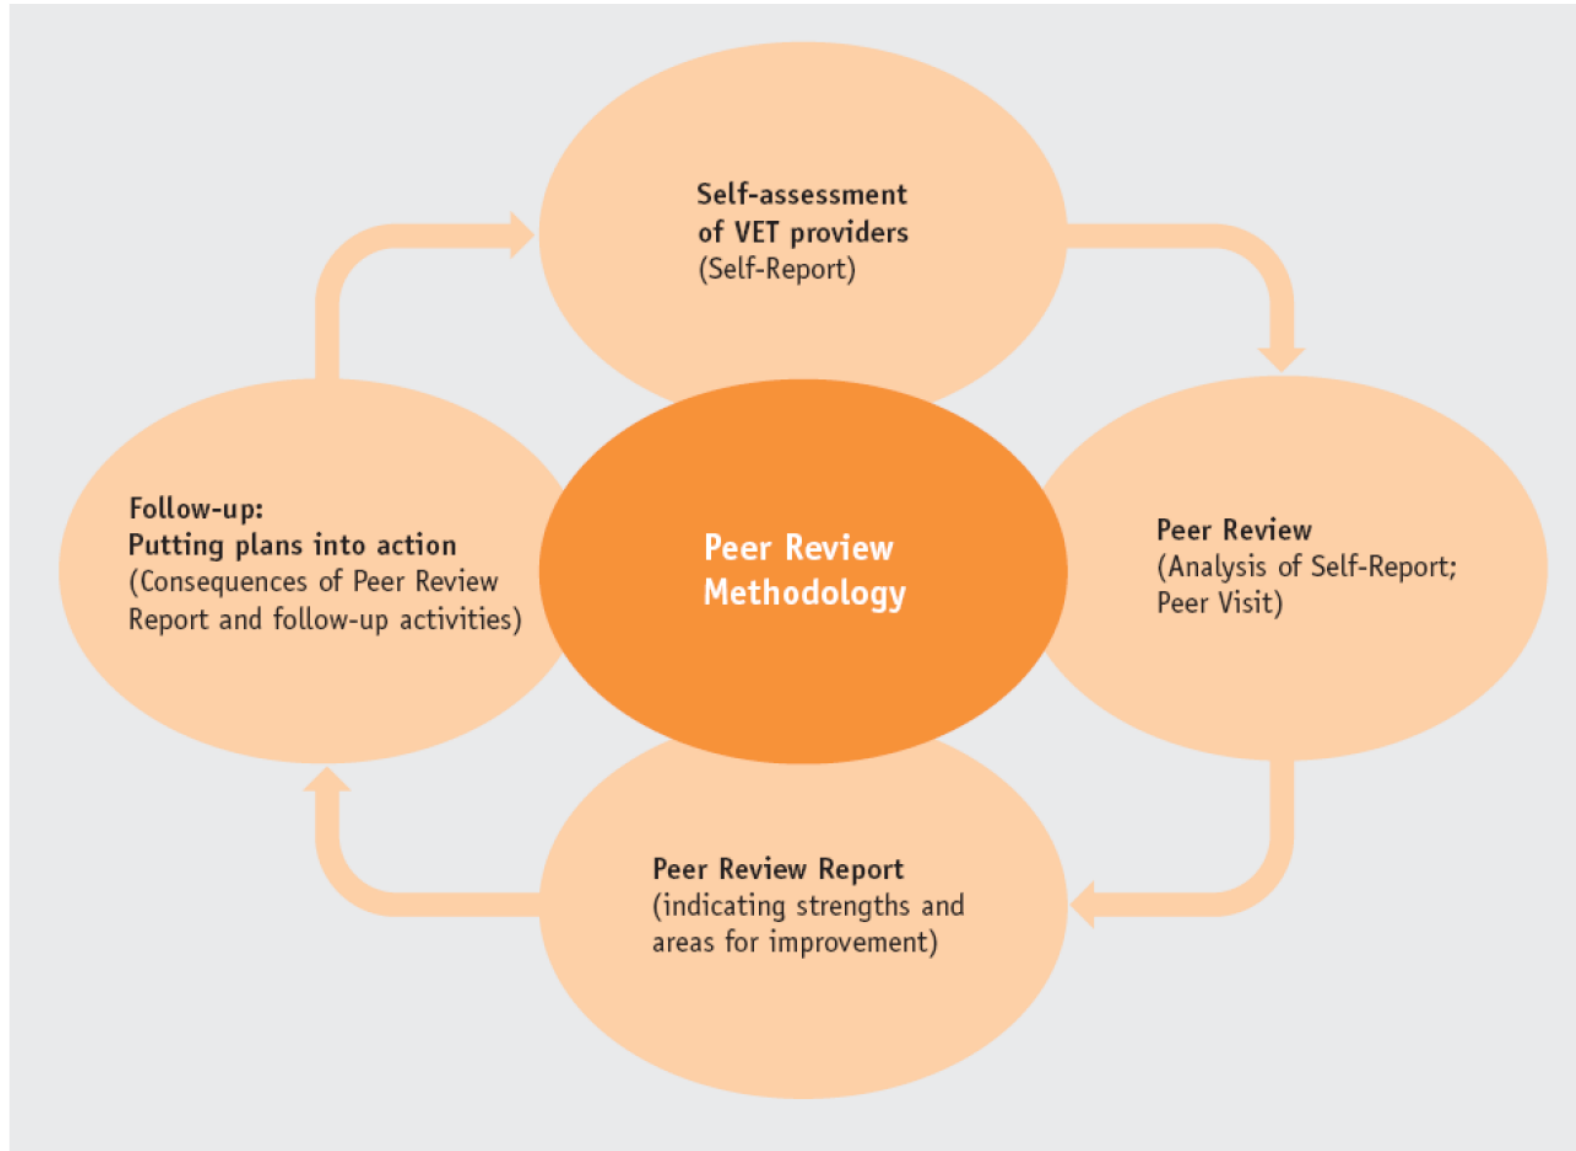 Self-assessment
of VET providers
(Self-Report)
Follow-up:
Putting plans into action
(Consequences of Peer Review
Report and follow-up activities)
Peer Review
Methodology
Peer Review
(Analysis of Self-Report;
Peer Visit)
Peer Review Report
(indicating strengths and
areas for improvement)